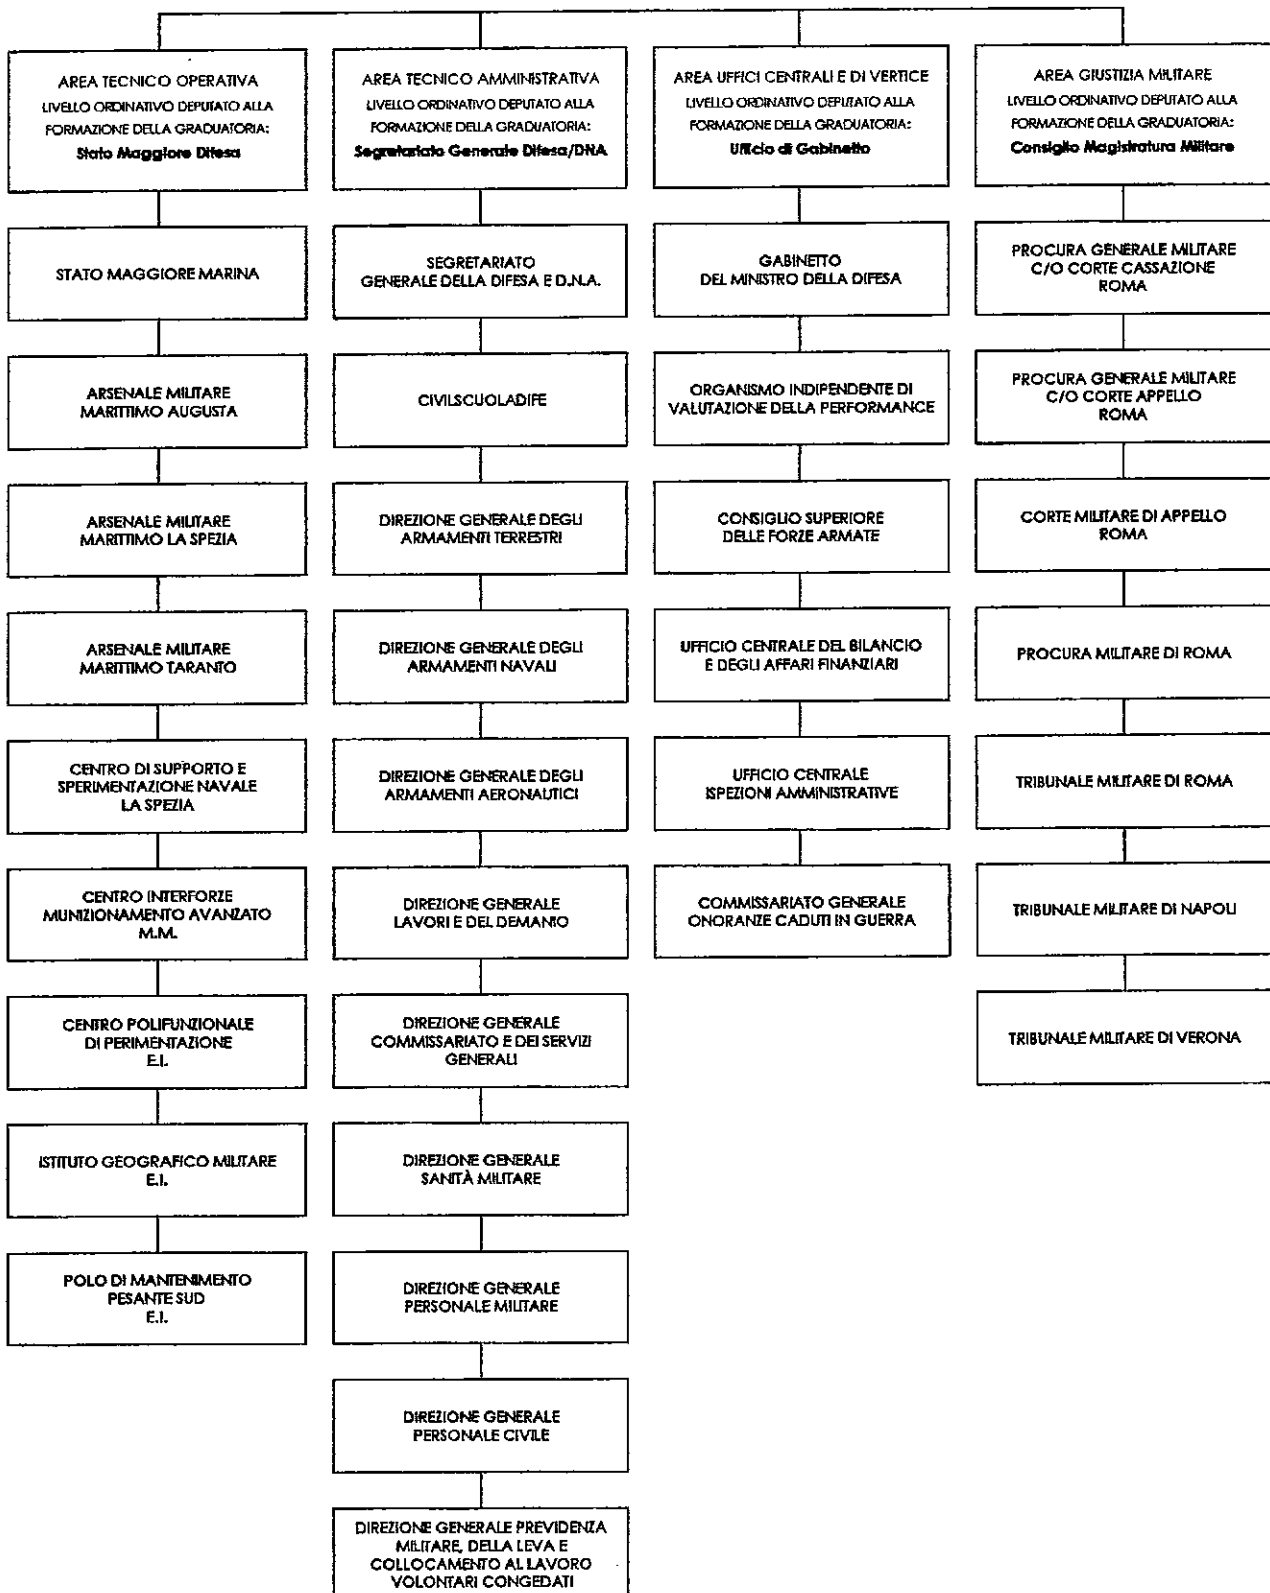 AREA TECNICO OPERATIVA
LIVELLO ORDINATIVO DEPUTATO ALLA
FORMAZIONE DELLA GRADUATORIA:
Stato Maggiore Difesa
STATO MAGGIORE MARINA
ARSENALE MILITARE
MARITTIMO AUGUSTA
ARSENALE MILITARE
MARITTIMO LA SPEZIA
ARSENALE MILITARE
MARITTIMO TARANTO
CENTRO DI SUPPORTO E
SPERIMENTAZIONE NAVALE
LA SPEZIA
CENTRO INTERFORZE
MUNIZIONAMENTO AVANZATO
M.M.
CENTRO POLIFUNZIONALE
DI PERIMENTAZIONE
E.I.
ISTITUTO GEOGRAFICO MILITARE
E.I.
POLO DI MANTENIMENTO
PESANTE SUD
E.I.
AREA TECNICO AMMINISTRATIVA
LIVELLO ORDINATIVO DEPUTATO ALLA
FORMAZIONE DELLA GRADUATORIA:
Segretariato Generale Difesa/DNA
SEGRETARIATO
GENERALE DELLA DIFESA E D.N.A.
CIVILSCUOLADIFE
DIREZIONE GENERALE DEGLI
ARMAMENTI TERRESTRI
DIREZIONE GENERALE DEGLI
ARMAMENTI NAVALI
DIREZIONE GENERALE DEGLI
ARMAMENTI AERONAUTICI
DIREZIONE GENERALE
LAVORI E DEL DEMANIO
DIREZIONE GENERALE
COMMISSARIATO E DEI SERVIZI
GENERALI
DIREZIONE GENERALE
SANITÀ MILITARE
DIREZIONE GENERALE
PERSONALE MILITARE
DIREZIONE GENERALE
PERSONALE CIVILE
DIREZIONE GENERALE PREVIDENZA
MILITARE, DELLA LEVA E
COLLOCAMENTO AL LAVORO
VOLONTARI CONGEDATI
AREA UFFICI CENTRALI E DI VERTICE
LIVELLO ORDINATIVO DEPUTATO ALLA
FORMAZIONE DELLA GRADUATORIA:
Ufficio di Gabinetto
GABINETTO
DEL MINISTRO DELLA DIFESA
ORGANISMO INDIPENDENTE DI
VALUTAZIONE DELLA PERFORMANCE
CONSIGLIO SUPERIORE
DELLE FORZE ARMATE
UFFICIO CENTRALE DEL BILANCIO
E DEGLI AFFARI FINANZIARI
UFFICIO CENTRALE
ISPEZIONI AMMINISTRATIVE
COMMISSARIATO GENERALE
ONORANZE CADUTI IN GUERRA
AREA GIUSTIZIA MILITARE
LIVELLO ORDINATIVO DEPUTATO ALLA
FORMAZIONE DELLA GRADUATORIA:
Consiglio Magistratura Militare
PROCURA GENERALE MILITARE
C/O CORTE CASSAZIONE
ROMA
PROCURA GENERALE MILITARE
C/O CORTE APPELLO
ROMA
CORTE MILITARE DI APPELLO
ROMA
PROCURA MILITARE DI ROMA
TRIBUNALE MILITARE DI ROMA
TRIBUNALE MILITARE DI NAPOLI
TRIBUNALE MILITARE DI VERONA